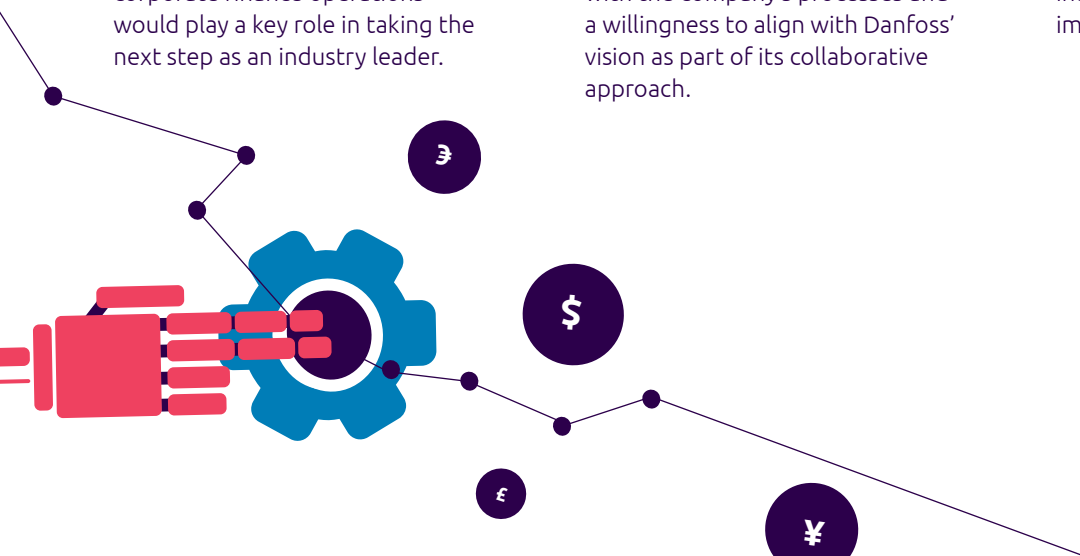 would play a key role in taking the
next step as an industry leader.
a willingness to align with Danfoss’
vision as part of its collaborative
approach.
$
£
¥